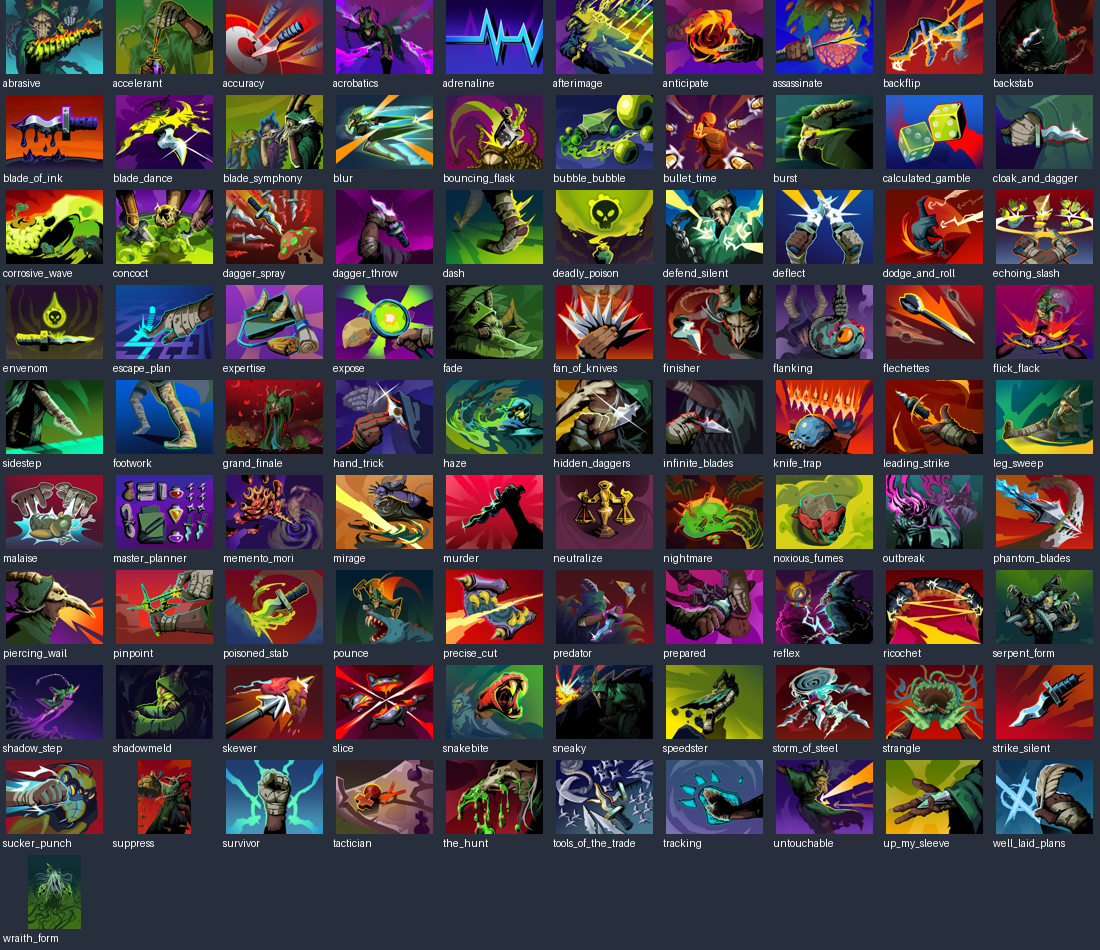 abrasive accelerant accuracy acrobatics adrenaline afterimage anticipate assassinate backflip backstab
blade_of_ink blade_dance blade_symphony blur bouncing_flask bubble_bubble bullet_time burst calculated_gamble cloak_and_dagger
corrosive_wave concoct dagger_spray dagger_throw dash deadly_poison defend_silent deflect dodge_and_roll echoing_slash
envenom escape_plan expertise expose fade fan_of_knives finisher flanking flechettes flick_flack
sidestep footwork grand_finale hand_trick haze hidden_daggers infinite_blades knife_trap leading_strike leg_sweep
malaise master_planner memento_mori mirage murder neutralize nightmare noxious_fumes outbreak phantom_blades
piercing_wail pinpoint poisoned_stab pounce precise_cut predator prepared reflex ricochet serpent_form
shadow_step shadowmeld skewer slice snakebite sneaky speedster storm_of_steel strangle strike_silent
sucker_punch suppress survivor tactician the_hunt tools_of_the_trade tracking untouchable up_my_sleeve well_laid_plans
wraith_form